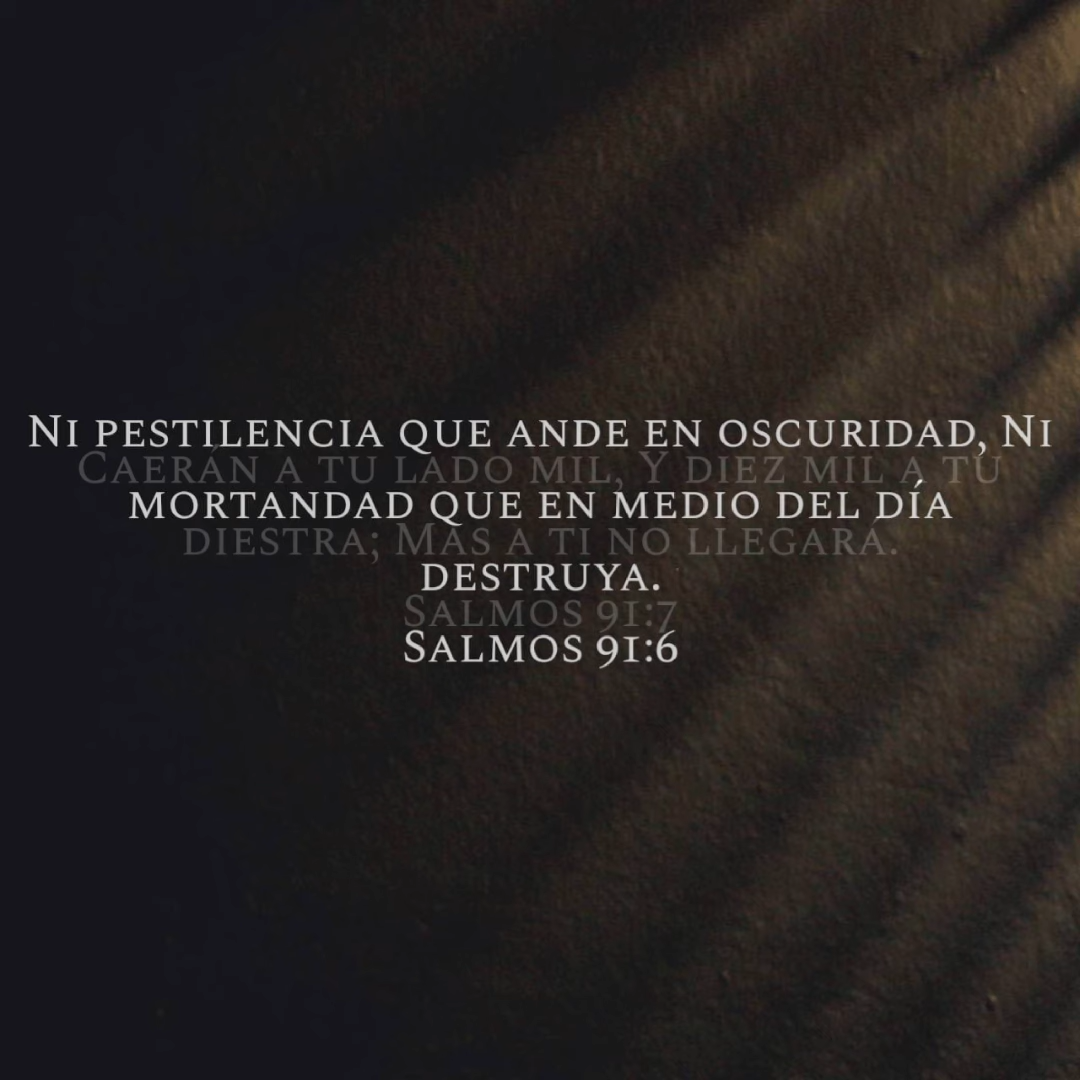 Ni pestilencia que ande en oscuridad, Ni
mortandad que en medio del día
destruya.
Salmos 91:6
Caerán a tu lado mil, Y diez mil a tu
diestra; Mas a ti no llegará.
Salmos 91:7